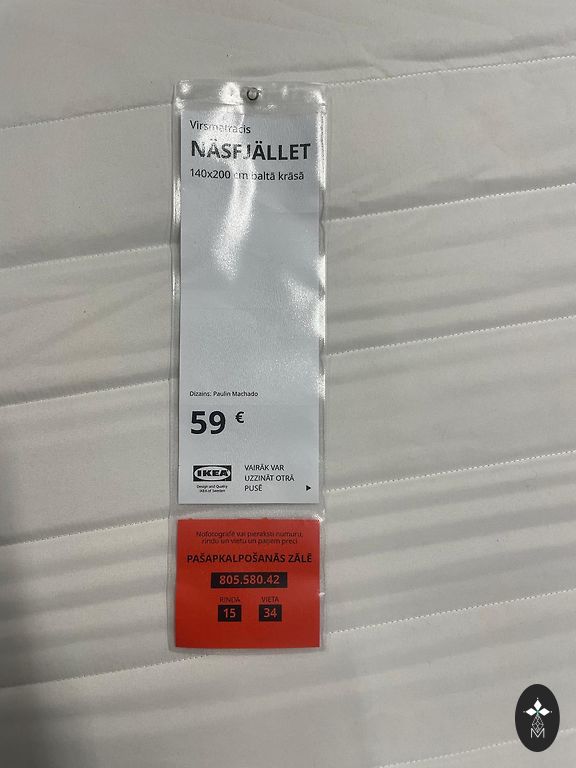 Virsmatracis
NÄSFJÄLLET
140x200 cm baltā krāsā
Dizains: Paulin Machado
59 €
IKEA
Design and Quality
IKEA of Sweden
VAIRĀK VAR
UZZINĀT OTRĀ
PUSĒ
Nofotografē vai pieraksti numuru,
rindu un vietu un paņem preci
PAŠAPKALPOŠANĀS ZĀLĒ
805.580.42
RINDA VIETA
15 34
M